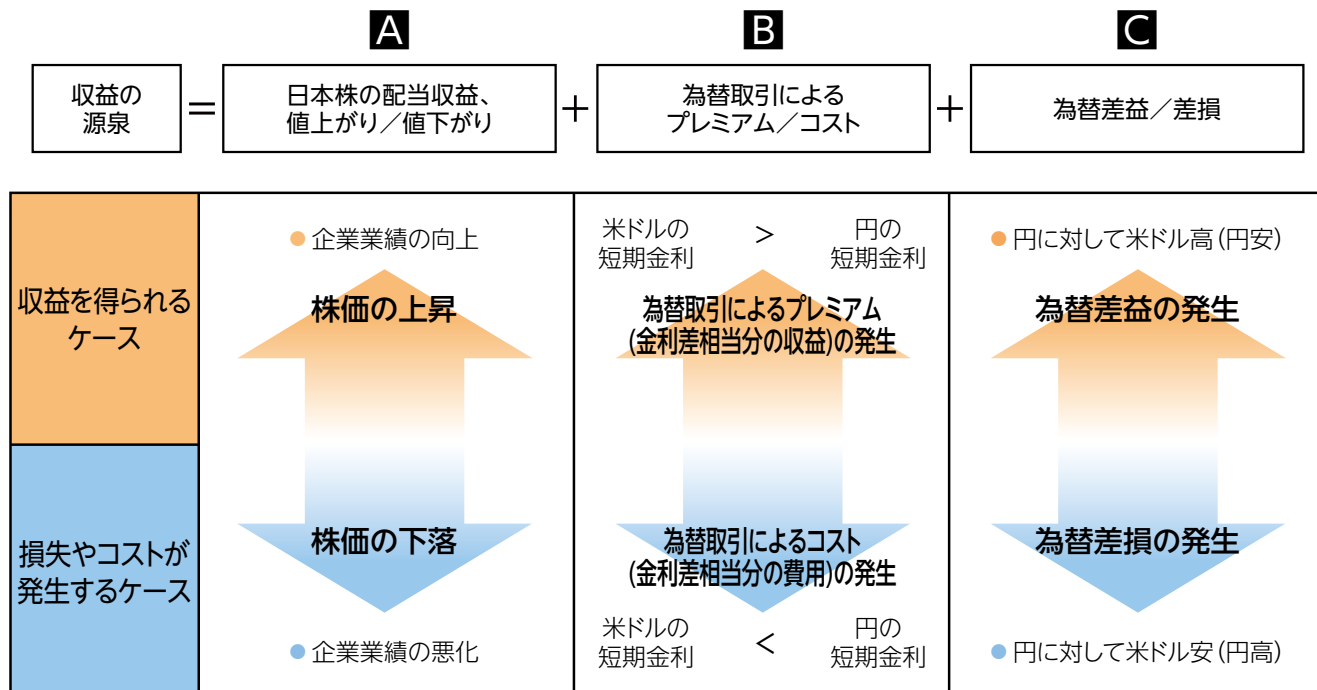 A
B
C
収益の
源泉
=
日本株の配当収益、
値上がり／値下がり
+
為替取引による
プレミアム／コスト
+
為替差益／差損
収益を得られる
ケース
● 企業業績の向上
株価の上昇
米ドルの
短期金利
>
円の
短期金利
為替取引によるプレミアム
(金利差相当分の収益)の発生
● 円に対して米ドル高(円安)
為替差益の発生
損失やコストが
発生するケース
株価の下落
● 企業業績の悪化
為替取引によるコスト
(金利差相当分の費用)の発生
米ドルの
短期金利
<
円の
短期金利
為替差損の発生
● 円に対して米ドル安(円高)